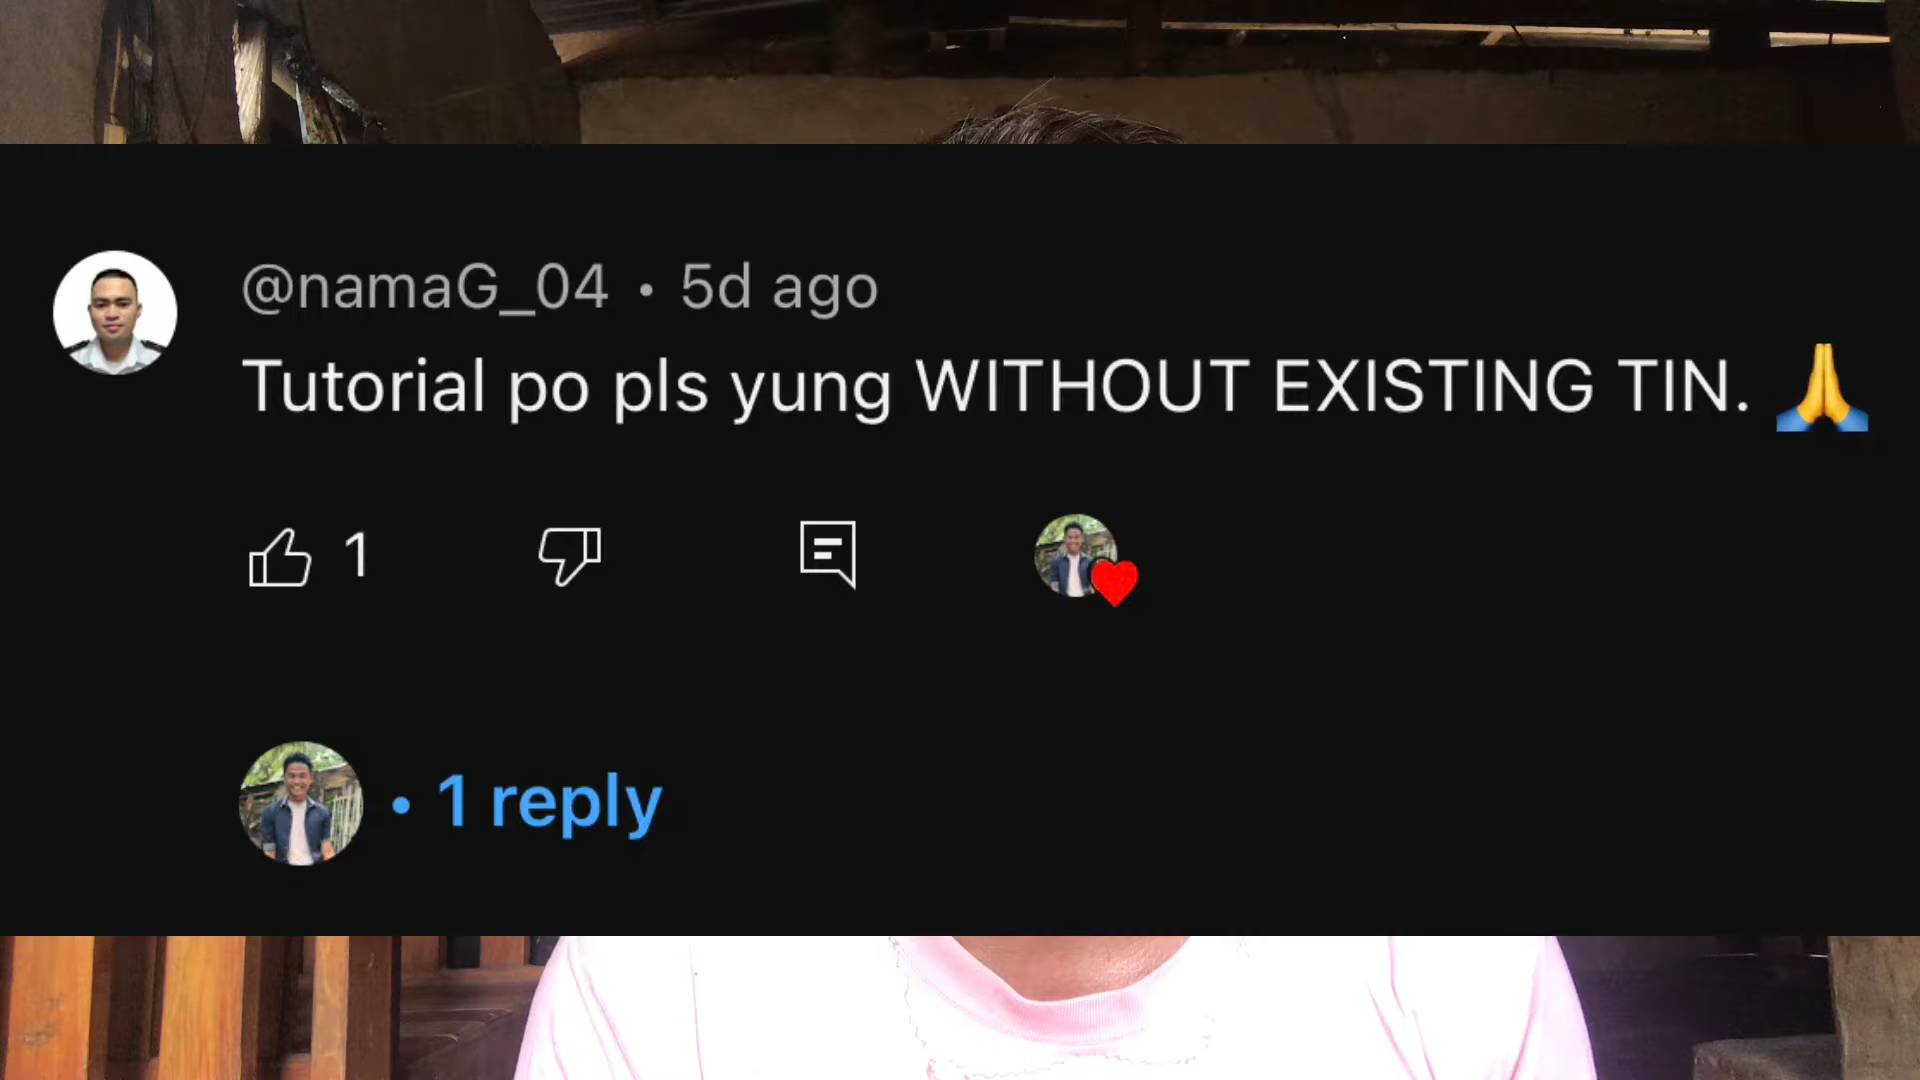 @namaG_04 • 5d ago
Tutorial po pls yung WITHOUT EXISTING TIN. 🙏
1
• 1 reply